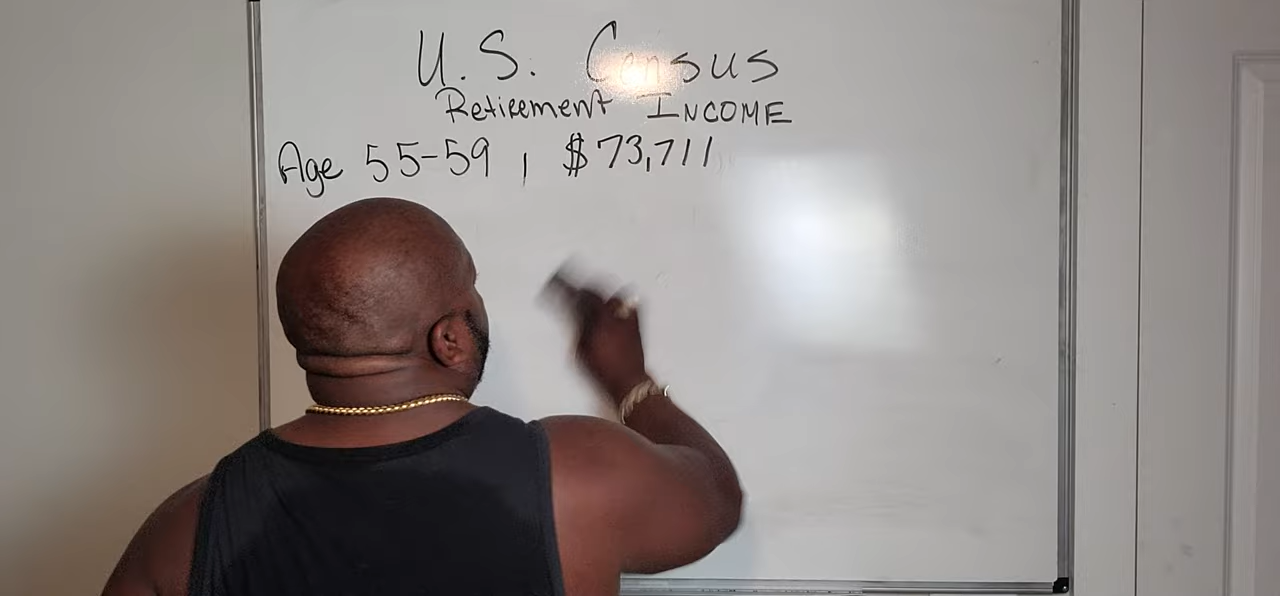 U.S. Census
Retirement INCOME
Age 55-59, $73,711